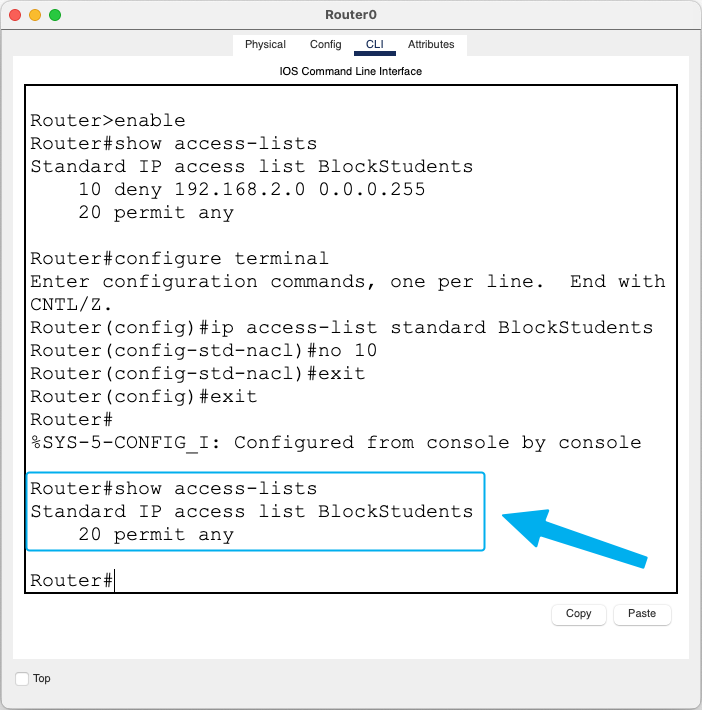 Router0
Physical Config CLI Attributes
IOS Command Line Interface
Router>enable
Router#show access-lists
Standard IP access list BlockStudents
    10 deny 192.168.2.0 0.0.0.255
    20 permit any
Router#configure terminal
Enter configuration commands, one per line.  End with
CNTL/Z.
Router(config)#ip access-list standard BlockStudents
Router(config-std-nacl)#no 10
Router(config-std-nacl)#exit
Router(config)#exit
Router#
%SYS-5-CONFIG_I: Configured from console by console
Router#show access-lists
Standard IP access list BlockStudents
    20 permit any
Router#
Copy Paste
Top